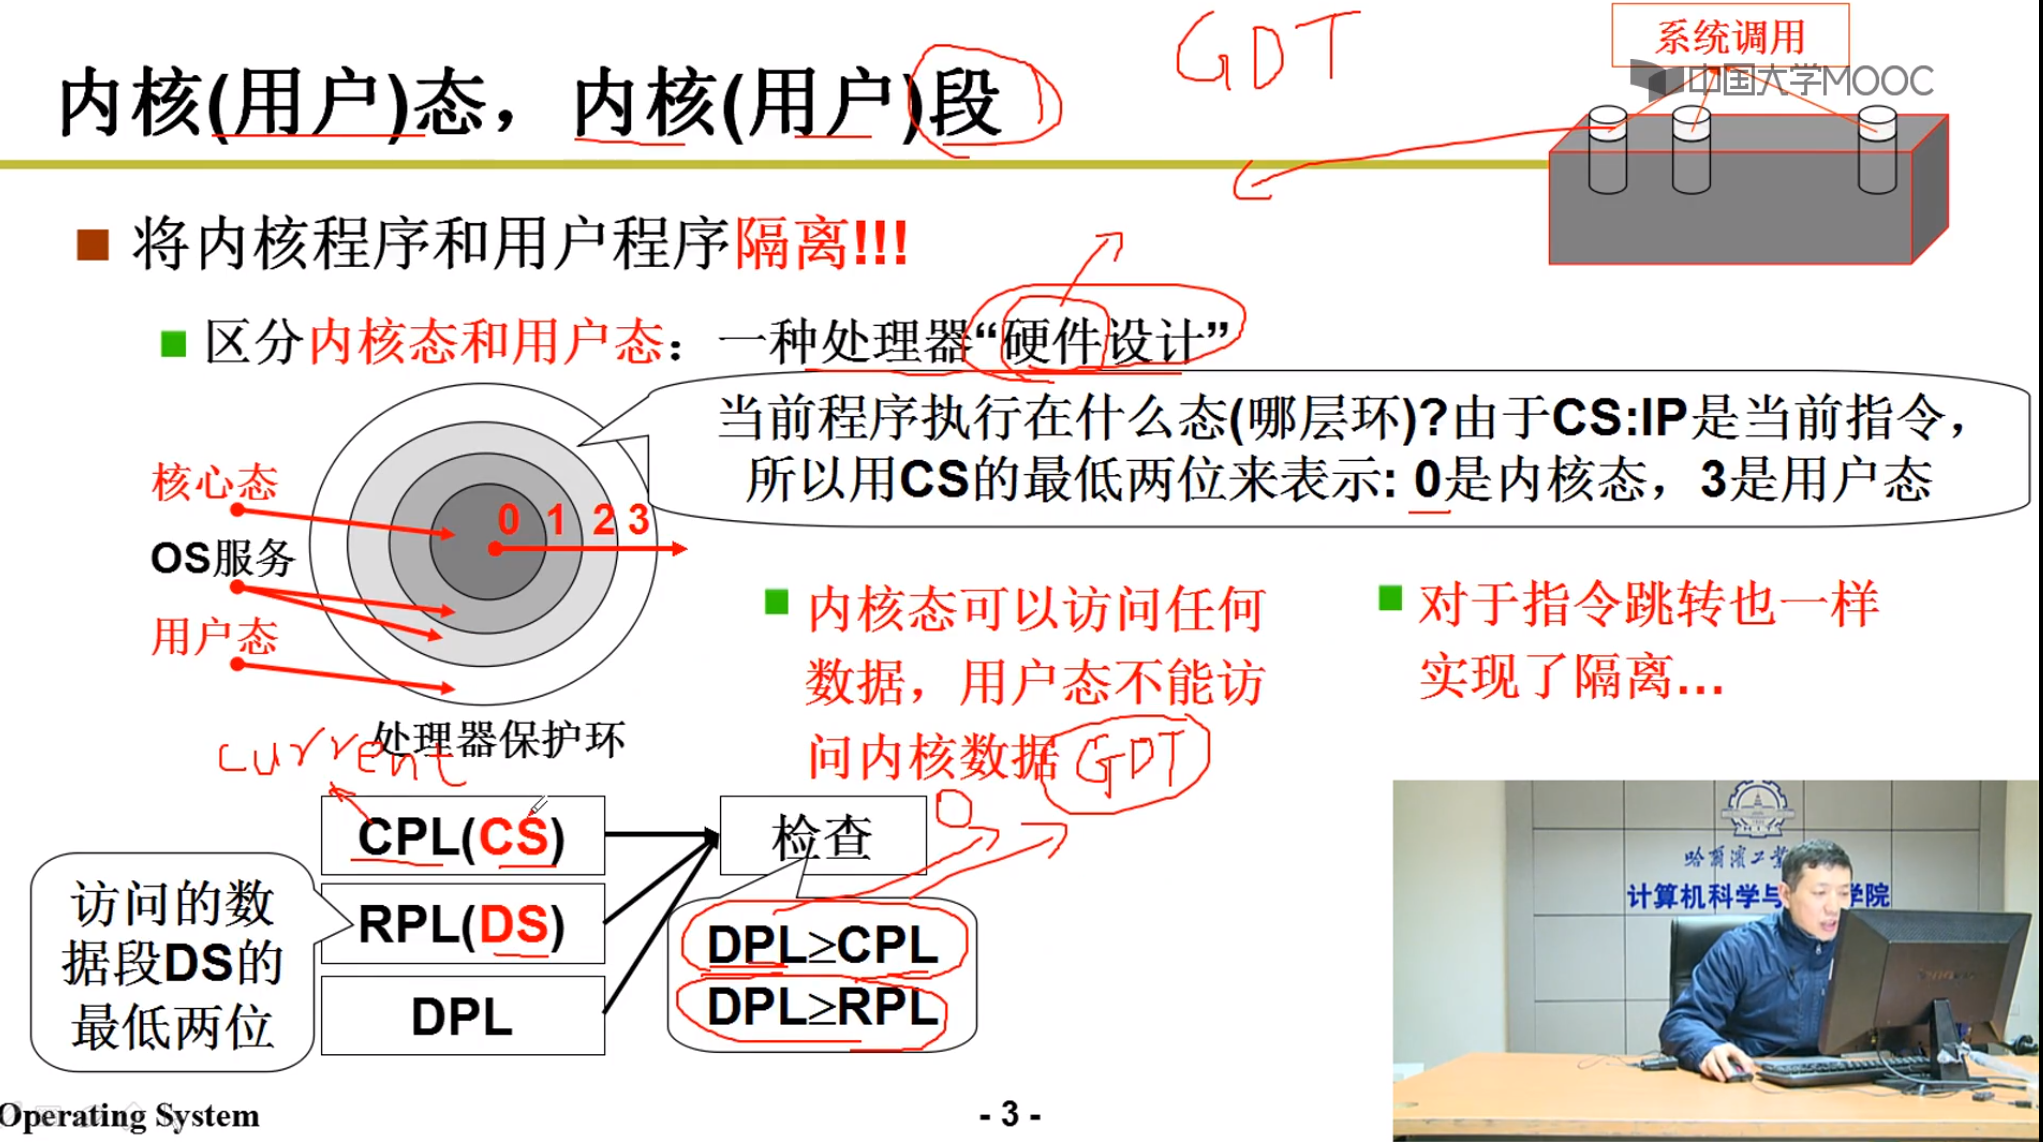 GDT
系统调用
中国大学MOOC
内核(用户)态，内核(用户)段
将内核程序和用户程序隔离!!!
区分内核态和用户态：一种处理器“硬件设计”
当前程序执行在什么态(哪层环)?由于CS:IP是当前指令，
所以用CS的最低两位来表示: 0是内核态，3是用户态
核心态
OS服务
用户态
0 1 2 3
处理器保护环
内核态可以访问任何
数据，用户态不能访
问内核数据
GDT
对于指令跳转也一样
实现了隔离...
current
CPL(CS)
RPL(DS)
DPL
检查
0
DPL≥CPL
DPL≥RPL
访问的数
据段DS的
最低两位
哈尔滨工业
计算机科学与 学院
Operating System
- 3 -